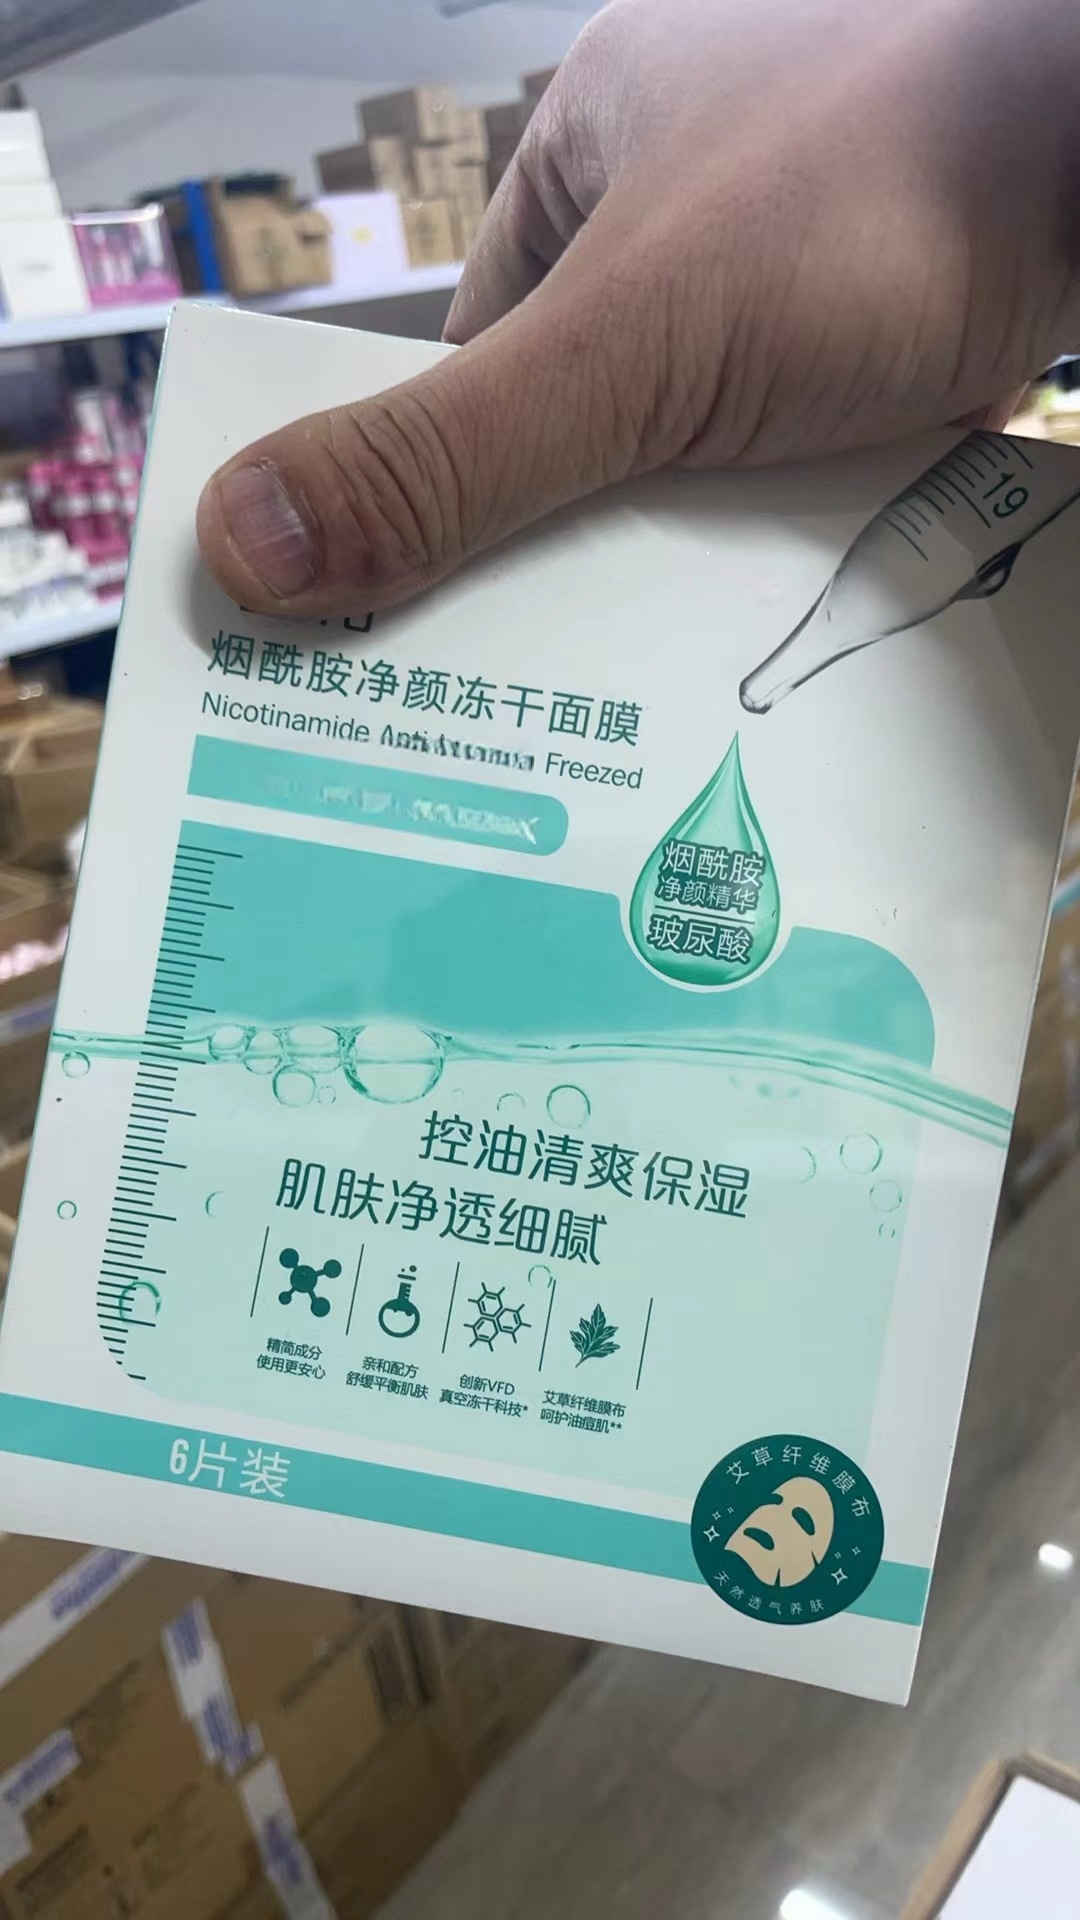 19
烟酰胺净颜冻干面膜
Nicotinamide Freezed
烟酰胺
净颜精华
玻尿酸
控油清爽保湿
肌肤净透细腻
精简成分
使用更安心
亲和配方
舒缓平衡肌肤
创新VFD
真空冻干科技*
艾草纤维膜布
呵护油痘肌**
6片装
艾草纤维膜布
天然透气养肤